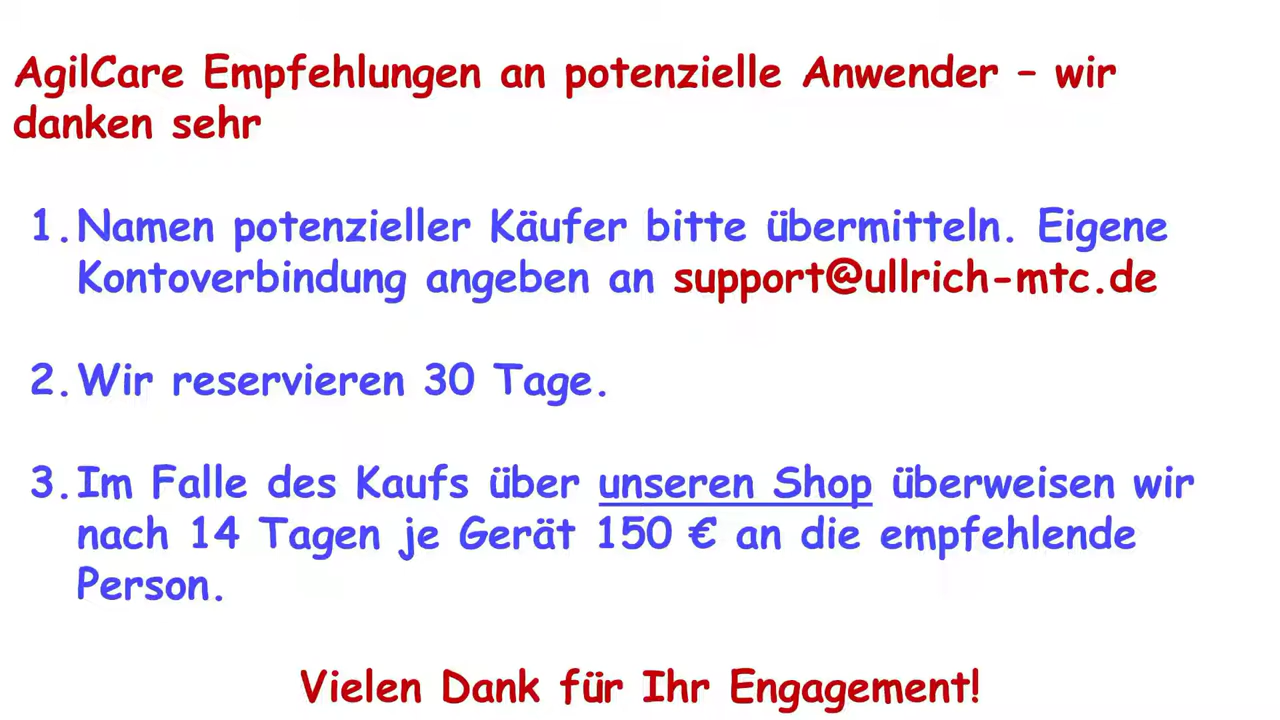 AgilCare Empfehlungen an potenzielle Anwender – wir
danken sehr
1. Namen potenzieller Käufer bitte übermitteln. Eigene
Kontoverbindung angeben an support@ullrich-mtc.de
2. Wir reservieren 30 Tage.
3. Im Falle des Kaufs über unseren Shop überweisen wir
nach 14 Tagen je Gerät 150 € an die empfehlende
Person.
Vielen Dank für Ihr Engagement!